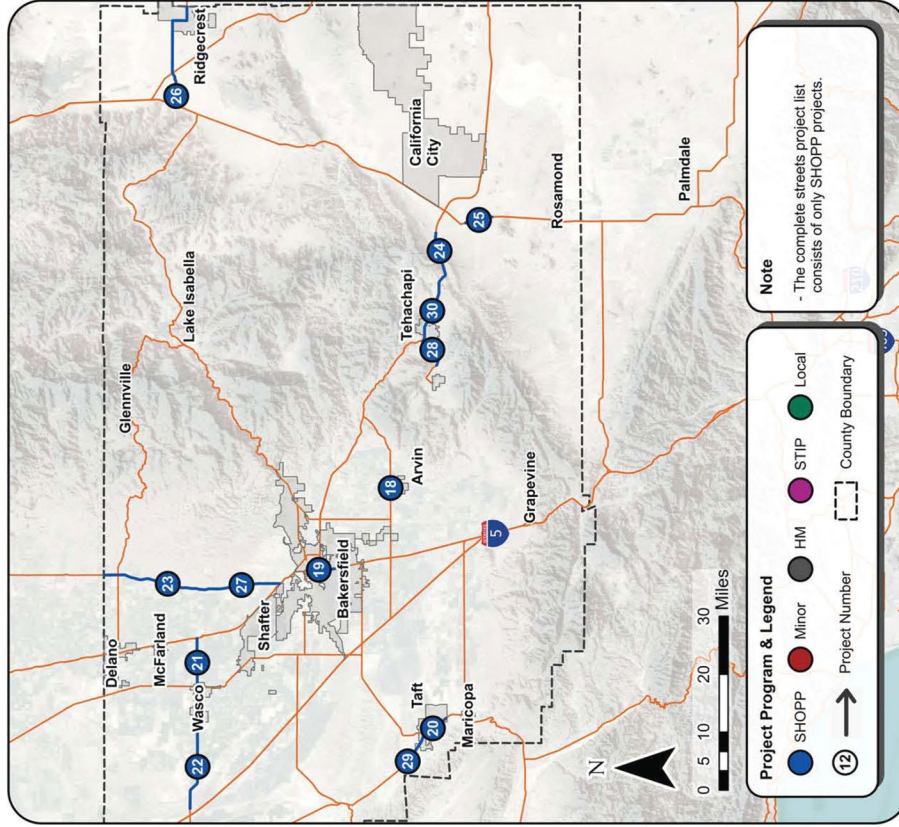 Delano
Glennville
McFarland
23
26
Lake Isabella
Ridgecrest
22
Wasco
21
27
Shafter
19
Bakersfield
18
Arvin
Tehachapi
California
City
29
Taft
20
Maricopa
28
30
24
25
5
Grapevine
Rosamond
Palmdale
N
0 5 10 20 30
Miles
Project Program & Legend
SHOPP
Minor
HM
STIP
Local
12
Project Number
County Boundary
Note
- The complete streets project list
consists of only SHOPP projects.